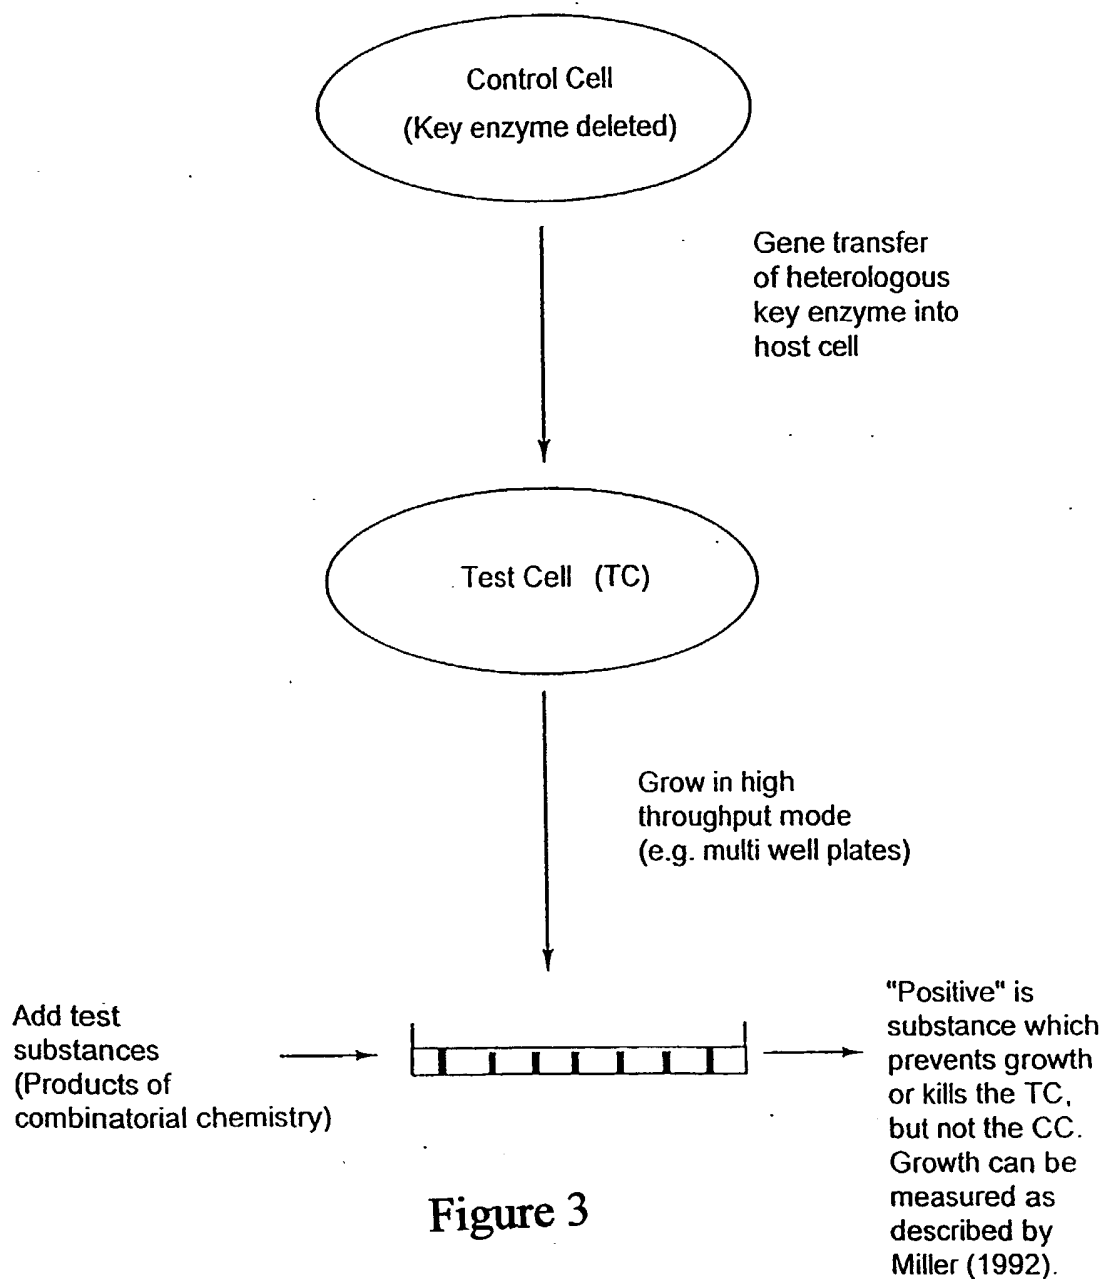 Control Cell
(Key enzyme deleted)
Gene transfer
of heterologous
key enzyme into
host cell
Test Cell (TC)
Grow in high
throughput mode
(e.g. multi well plates)
Add test
substances
(Products of
combinatorial chemistry)
"Positive" is
substance which
prevents growth
or kills the TC,
but not the CC.
Growth can be
measured as
described by
Miller (1992).
Figure 3